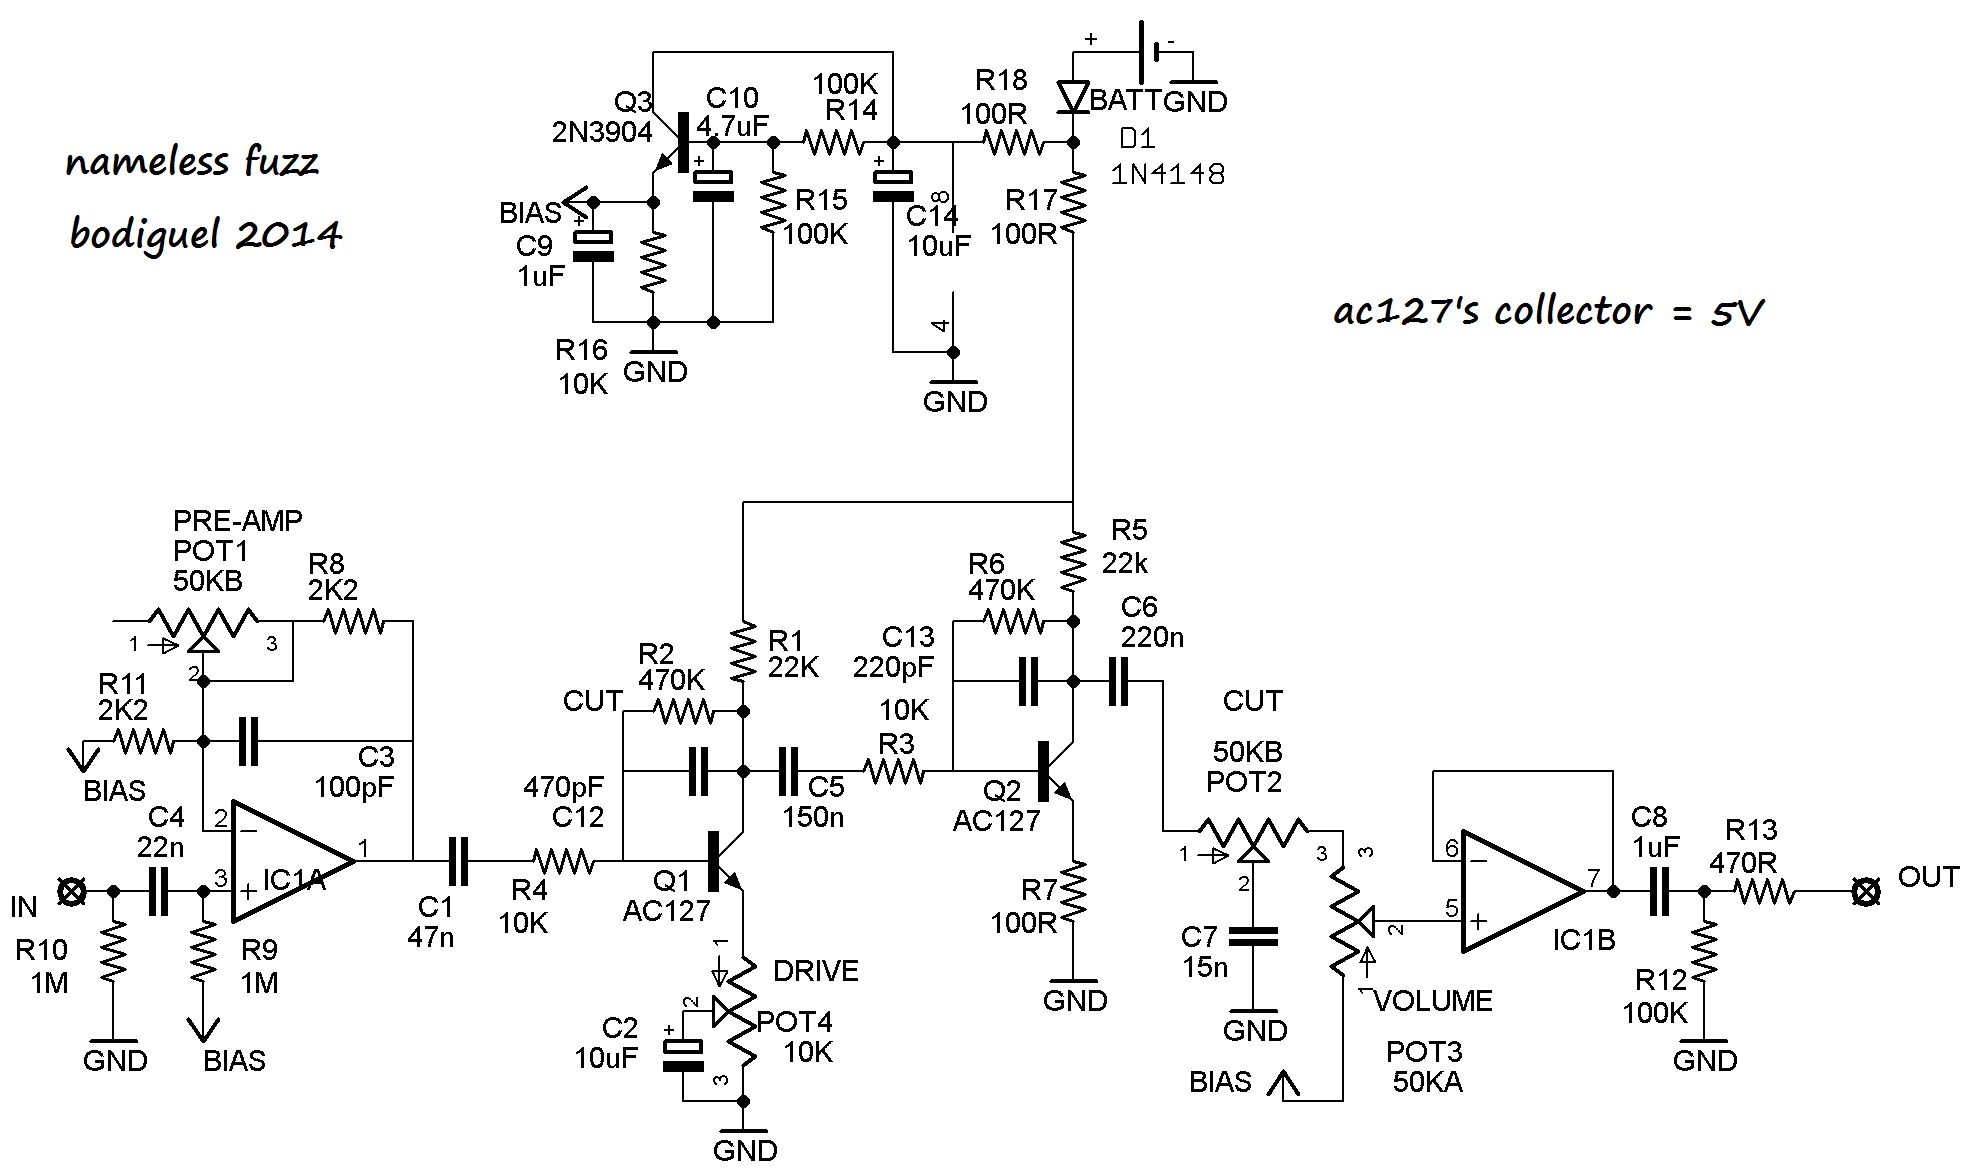 nameless fuzz
bodiguel 2014
ac127's collector = 5V
+
-
BATT
GND
D1
1N4148
R18
100R
R17
100R
100K
R14
C10
4.7uF
+
Q3
2N3904
R15
100K
+
C14
10uF
8
4
GND
BIAS
+
C9
1uF
R16
10K
GND
PRE-AMP
POT1
50KB
1
2
3
R8
2K2
R11
2K2
BIAS
C3
100pF
C4
22n
2
-
3
+
1
IC1A
IN
R10
1M
GND
R9
1M
BIAS
C1
47n
R4
10K
CUT
R2
470K
470pF
C12
R1
22K
C5
150n
Q1
AC127
1
2
3
DRIVE
POT4
10K
C2
+
10uF
GND
R5
22k
R6
470K
C13
220pF
10K
R3
C6
220n
Q2
AC127
R7
100R
GND
CUT
50KB
POT2
1
2
3
C7
15n
GND
3
2
1
VOLUME
POT3
50KA
BIAS
6
-
5
+
7
IC1B
C8
1uF
R13
470R
OUT
R12
100K
GND